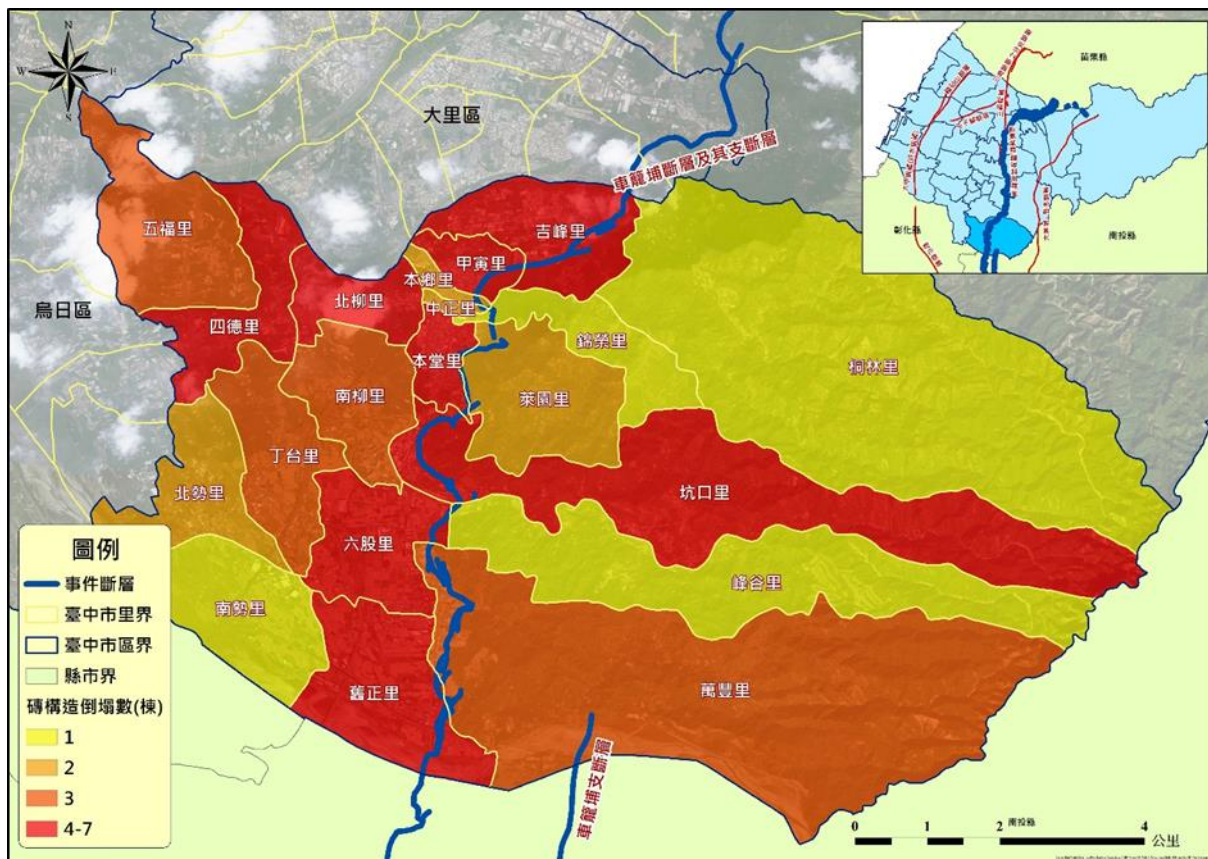 N
W
E
S
大里區
烏日區
車籠埔斷層及其支斷層
五福里
吉峰里
甲寅里
本鄉里
北柳里
中正里
四德里
錦榮里
本堂里
桐林里
南柳里
萊園里
丁台里
北勢里
坑口里
六股里
峰谷里
南勢里
萬豐里
舊正里
車籠埔支斷層
圖例
事件斷層
臺中市里界
臺中市區界
縣市界
磚構造倒塌數(棟)
1
2
3
4-7
苗栗縣
彰化縣
南投縣
南投縣
0 1 2 4
公里